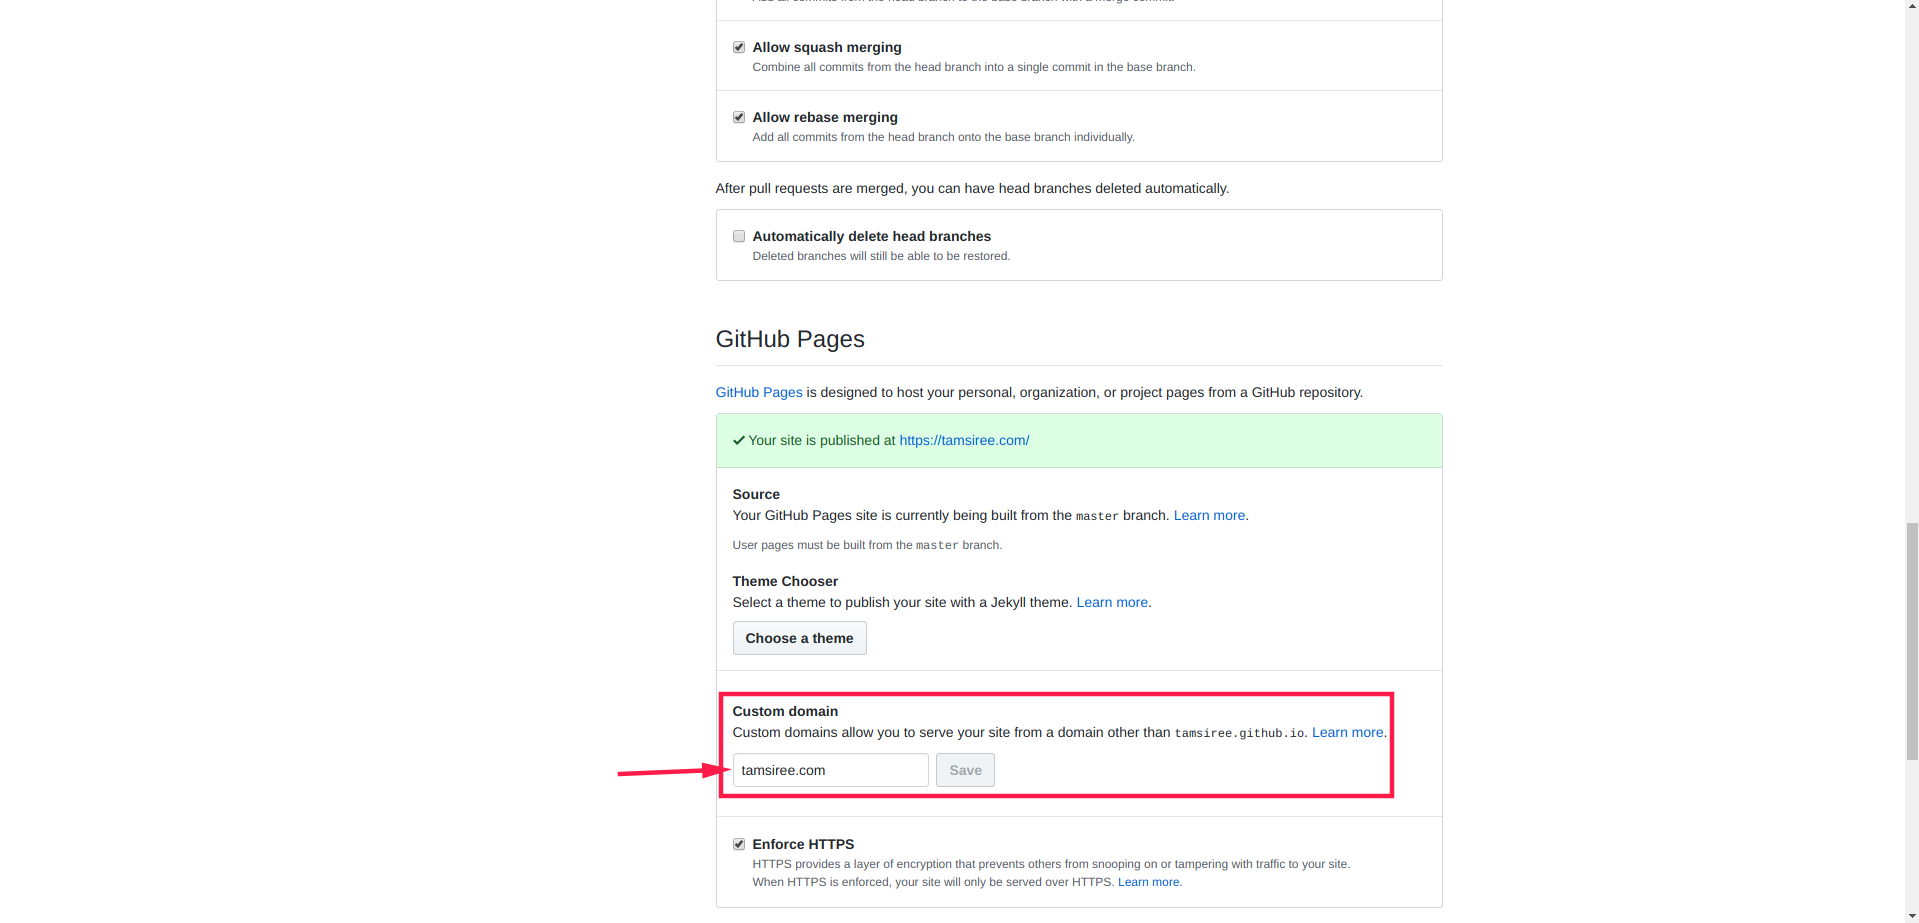 Allow squash merging
Combine all commits from the head branch into a single commit in the base branch.
Allow rebase merging
Add all commits from the head branch onto the base branch individually.
After pull requests are merged, you can have head branches deleted automatically.
Automatically delete head branches
Deleted branches will still be able to be restored.
GitHub Pages
GitHub Pages is designed to host your personal, organization, or project pages from a GitHub repository.
Your site is published at https://tamsiree.com/
Source
Your GitHub Pages site is currently being built from the master branch. Learn more.
User pages must be built from the master branch.
Theme Chooser
Select a theme to publish your site with a Jekyll theme. Learn more.
Choose a theme
Custom domain
Custom domains allow you to serve your site from a domain other than tamsiree.github.io. Learn more.
tamsiree.com Save
Enforce HTTPS
HTTPS provides a layer of encryption that prevents others from snooping on or tampering with traffic to your site.
When HTTPS is enforced, your site will only be served over HTTPS. Learn more.